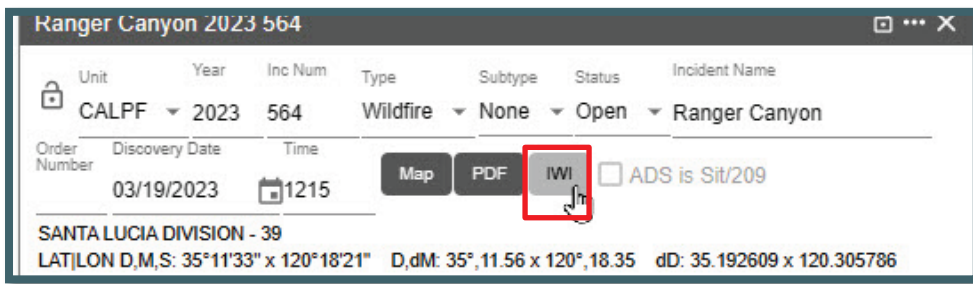 Ranger Canyon 2023 564
Unit Year Inc Num Type Subtype Status Incident Name
CALPF 2023 564 Wildfire None Open Ranger Canyon
Order Number Discovery Date Time
03/19/2023 1215 Map PDF IWI ADS is Sit/209
SANTA LUCIA DIVISION - 39
LAT|LON D,M,S: 35°11'33" x 120°18'21" D,dM: 35°,11.56 x 120°,18.35 dD: 35.192609 x 120.305786